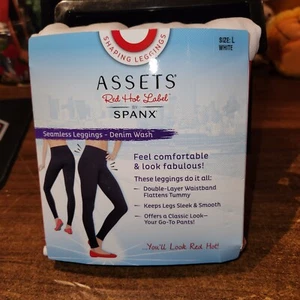 SHAPING LEGGINGS
SIZE: L
WHITE
ASSETS®
Red Hot Label™
BY
SPANX®
Seamless Leggings - Denim Wash
Feel comfortable
& look fabulous!
These leggings do it all:
- Double-Layer Waistband
Flattens Tummy
- Keeps Legs Sleek & Smooth
- Offers a Classic Look—
Your Go-To Pants!
...You'll Look Red Hot!